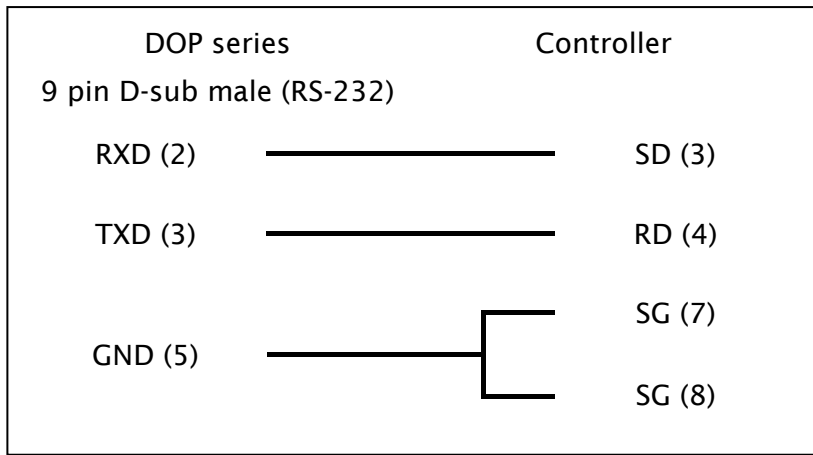 DOP series Controller
9 pin D-sub male (RS-232)
RXD (2) SD (3)
TXD (3) RD (4)
SG (7)
GND (5)
SG (8)